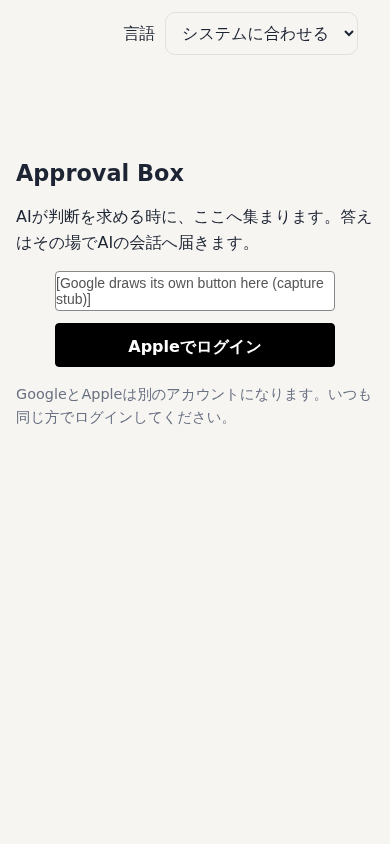 言語 システムに合わせる
Approval Box
AIが判断を求める時に、ここへ集まります。答え
はその場でAIの会話へ届きます。
[Google draws its own button here (capture
stub)]
Appleでログイン
GoogleとAppleは別のアカウントになります。いつも
同じ方でログインしてください。